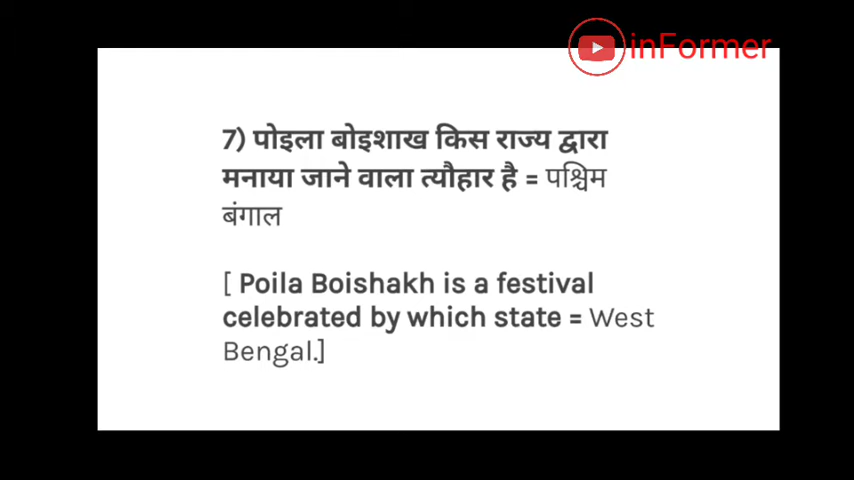 inFormer
7) पोइला बोइशाख किस राज्य द्वारा
मनाया जाने वाला त्यौहार है = पश्चिम
बंगाल
[ Poila Boishakh is a festival
celebrated by which state = West
Bengal.]